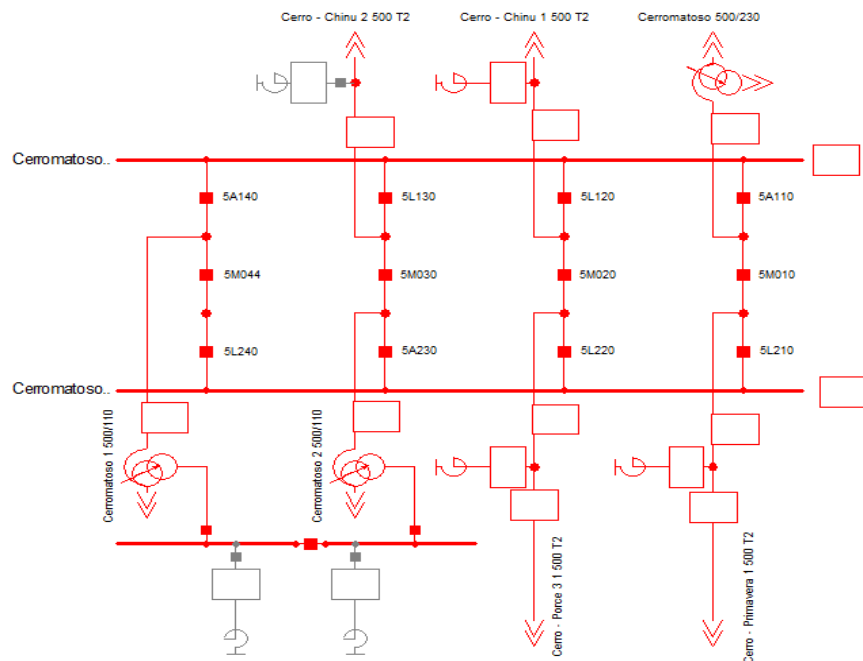 Cerro - Chinu 2 500 T2
Cerro - Chinu 1 500 T2
Cerromatoso 500/230
Cerromatoso..
5A140
5L130
5L120
5A110
5M044
5M030
5M020
5M010
5L240
5A230
5L220
5L210
Cerromatoso..
Cerromatoso 1 500/110
Cerromatoso 2 500/110
Cerro - Porce 3 1 500 T2
Cerro - Primavera 1 500 T2